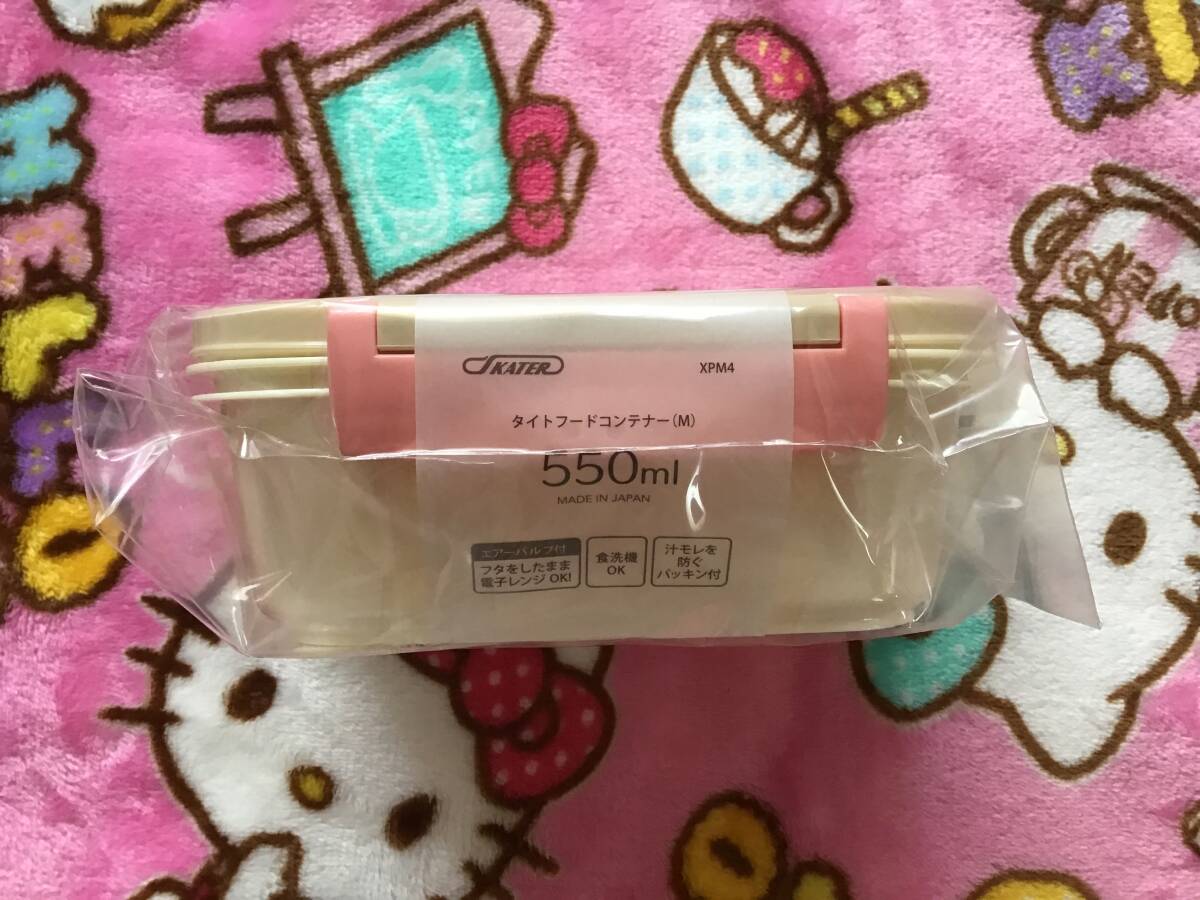 SKATER XPM4
タイトフードコンテナー(M)
550ml
MADE IN JAPAN
エアーバルブ付
フタをしたまま
電子レンジ OK!
食洗機
OK
汁モレを
防ぐ
パッキン付